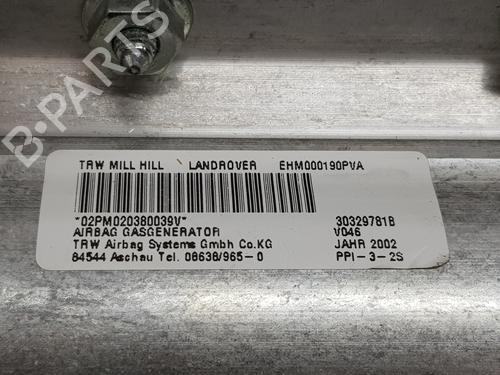 TRW MILL HILL LANDROVER EHM000190PVA
*02PM020380039V* 30329781B
AIRBAG GASGENERATOR V046
TRW Airbag Systems Gmbh Co.KG JAHR 2002
84544 Aschau Tel. 08638/965-0 PPI-3-2S
B-PARTS